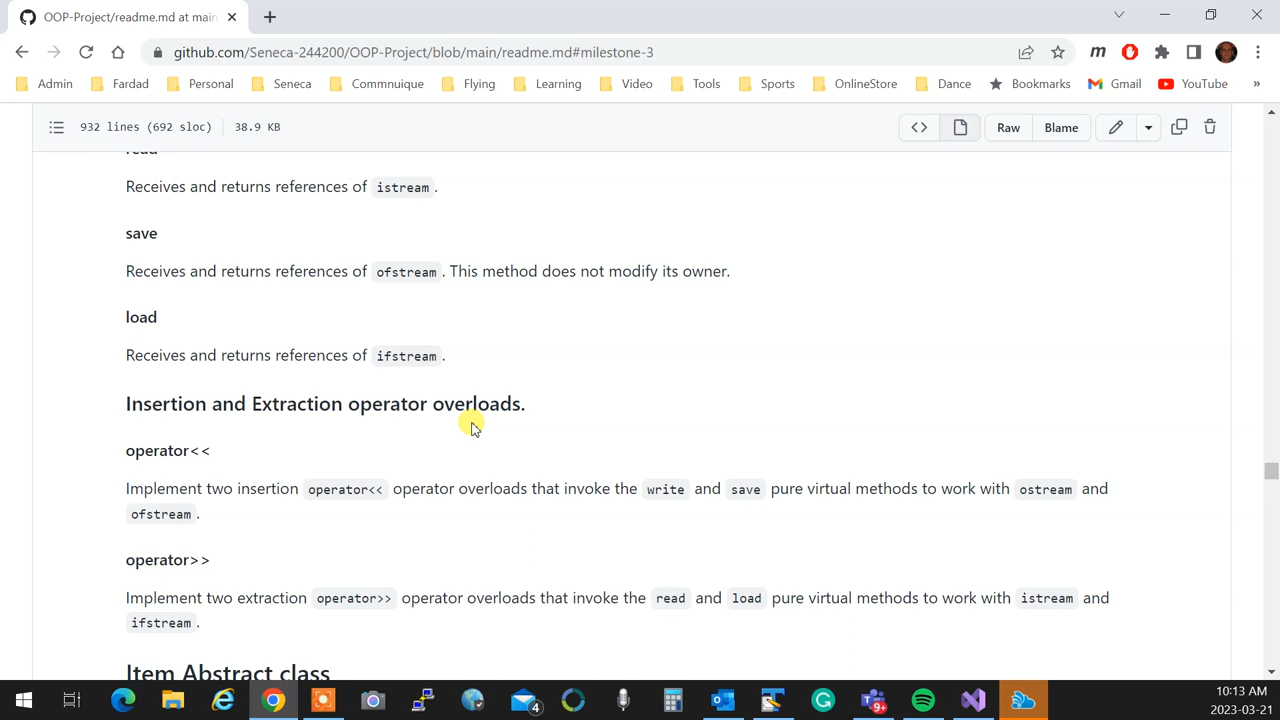 OOP-Project/readme.md at main
github.com/Seneca-244200/OOP-Project/blob/main/readme.md#milestone-3
m
Admin Fardad Personal Seneca Commnuique Flying Learning Video Tools Sports OnlineStore Dance Bookmarks Gmail YouTube »
932 lines (692 sloc) 38.9 KB <> Raw Blame
read
Receives and returns references of istream .
save
Receives and returns references of ofstream . This method does not modify its owner.
load
Receives and returns references of ifstream .
Insertion and Extraction operator overloads.
operator<<
Implement two insertion operator<< operator overloads that invoke the write and save pure virtual methods to work with ostream and
ofstream .
operator>>
Implement two extraction operator>> operator overloads that invoke the read and load pure virtual methods to work with istream and
ifstream .
Item Abstract class
4 9+ 10:13 AM
2023-03-21